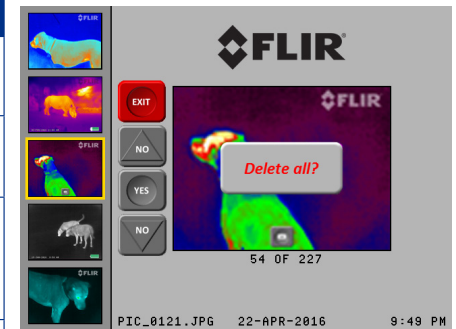 FLIR
FLIR
EXIT
NO
YES
NO
FLIR
Delete all?
FLIR
54 OF 227
FLIR
PIC_0121.JPG 22-APR-2016 9:49 PM